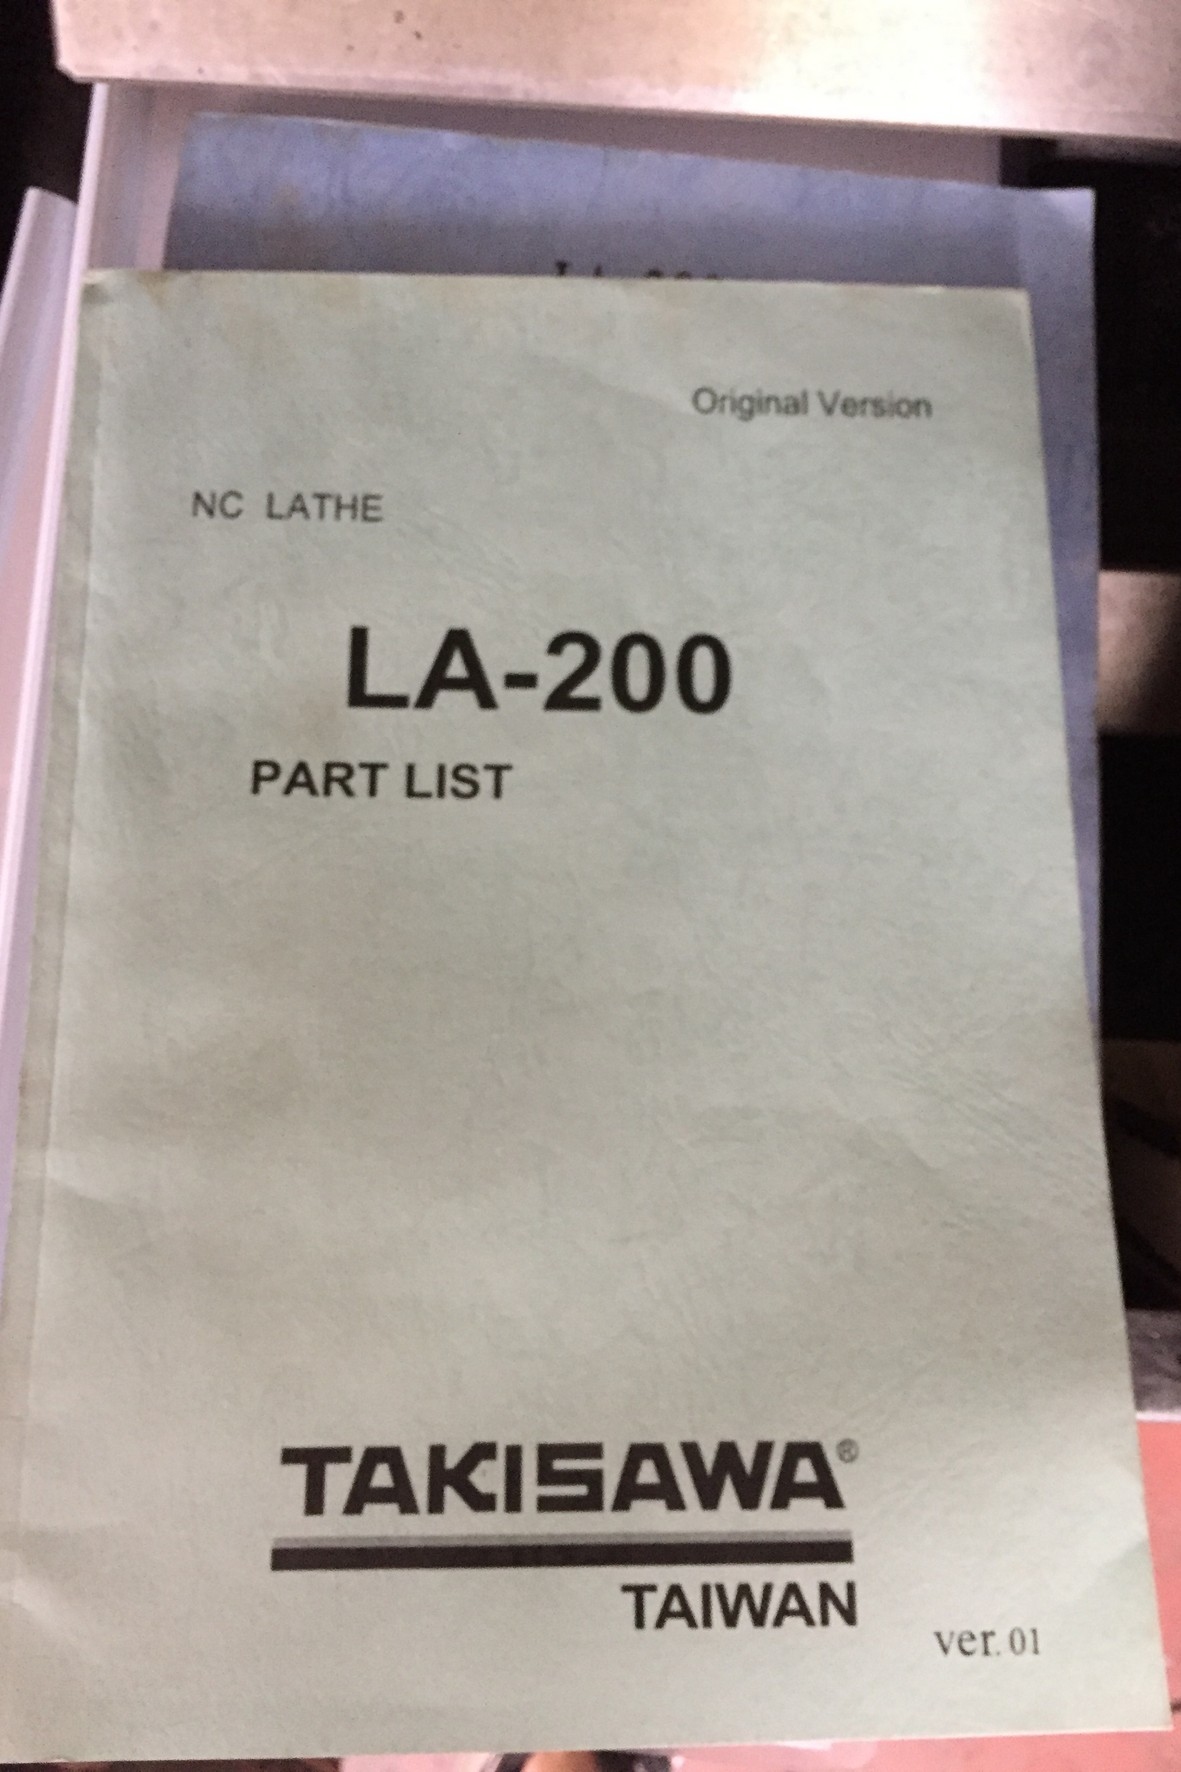 Original Version
NC LATHE
LA-200
PART LIST
TAKISAWA®
TAIWAN
ver. 01